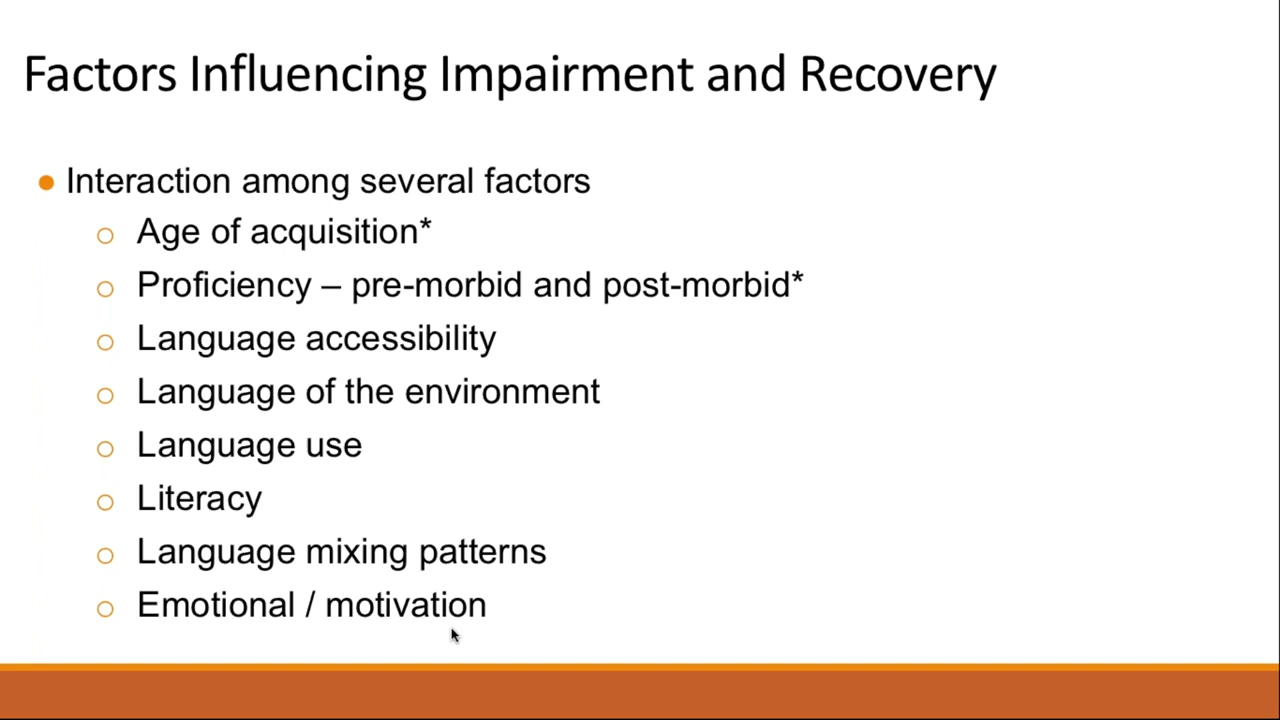 Factors Influencing Impairment and Recovery
Interaction among several factors
Age of acquisition*
Proficiency – pre-morbid and post-morbid*
Language accessibility
Language of the environment
Language use
Literacy
Language mixing patterns
Emotional / motivation